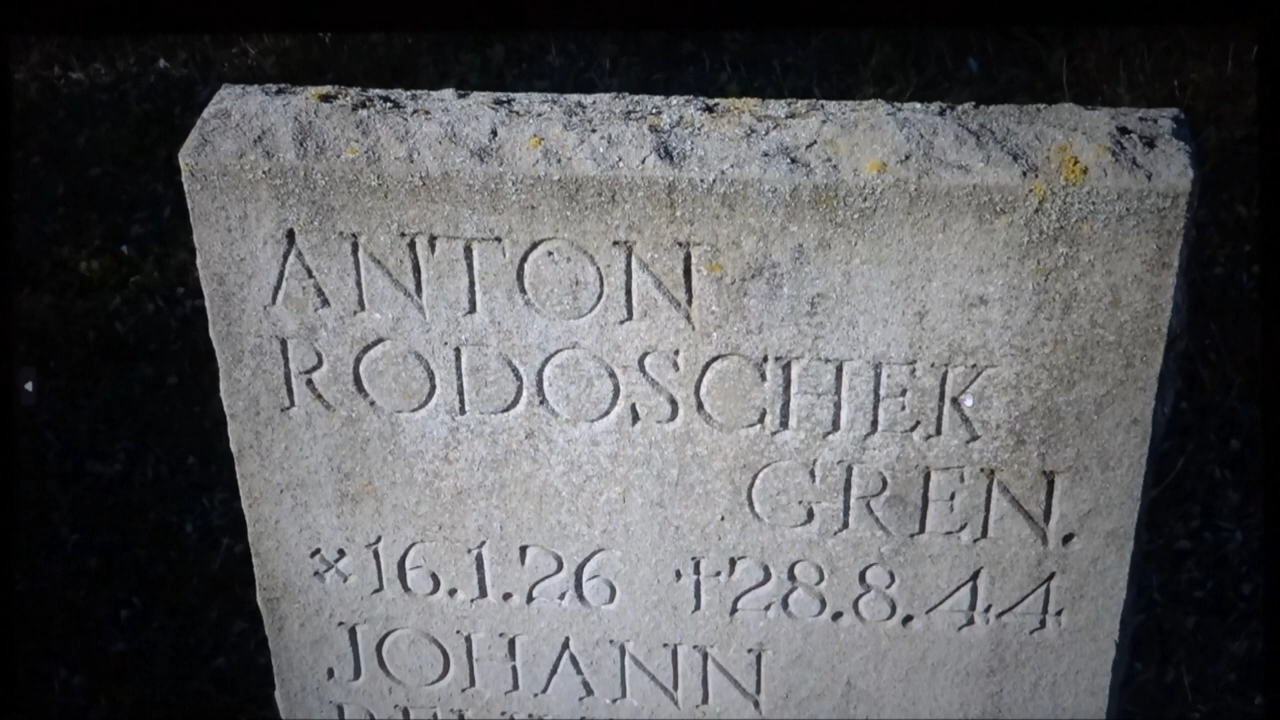 ANTON
RODOSCHEK
GREN.
*16.1.26 †28.8.44
JOHANN